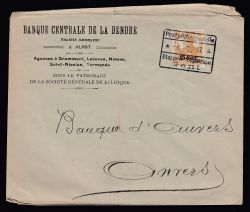 BANQUE CENTRALE DE LA DENDRE
Société Anonyme
À ALOST
Agences à Grammont, Lokeren, Ninove,
Saint-Nicolas, Termonde
SOUS LE PATRONAGE
DE LA SOCIÉTÉ GÉNÉRALE DE BELGIQUE
Banque d'Anvers
Anvers